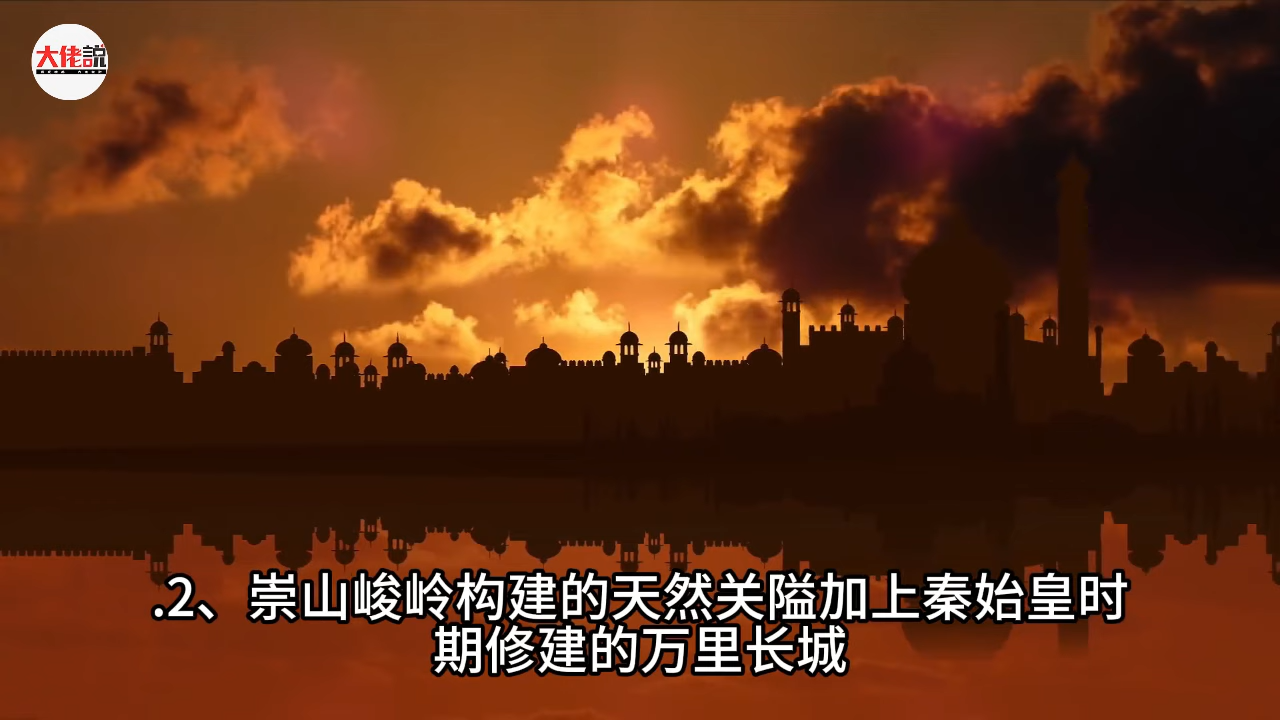 大佬説
.2、崇山峻岭构建的天然关隘加上秦始皇时
期修建的万里长城